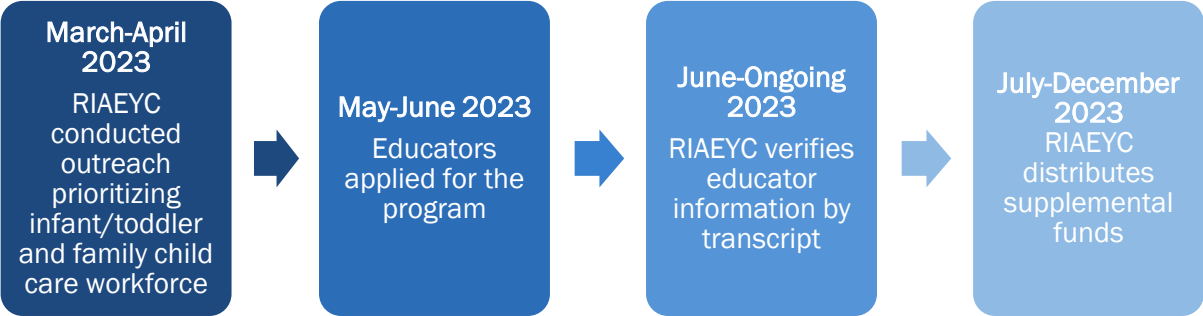 March-April
2023
RIAEYC
conducted
outreach
prioritizing
infant/toddler
and family child
care workforce
May-June 2023
Educators
applied for the
program
June-Ongoing
2023
RIAEYC verifies
educator
information by
transcript
July-December
2023
RIAEYC
distributes
supplemental
funds